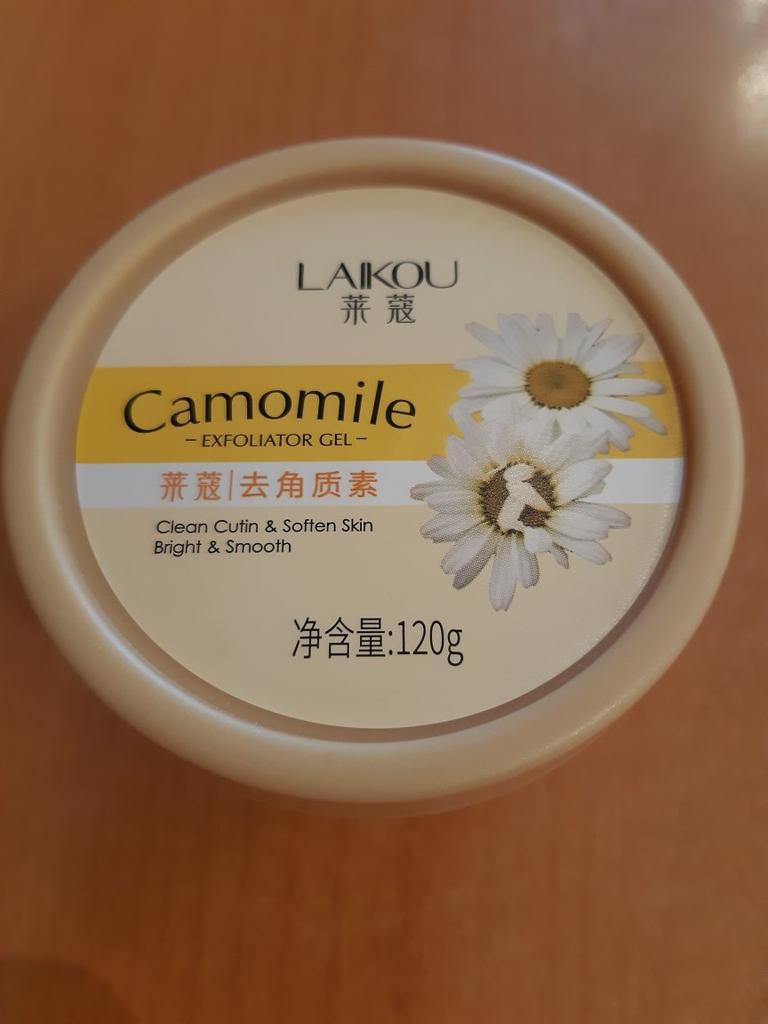 LAIKOU
莱蔻
Camomile
– EXFOLIATOR GEL –
莱蔻|去角质素
Clean Cutin & Soften Skin
Bright & Smooth
净含量:120g